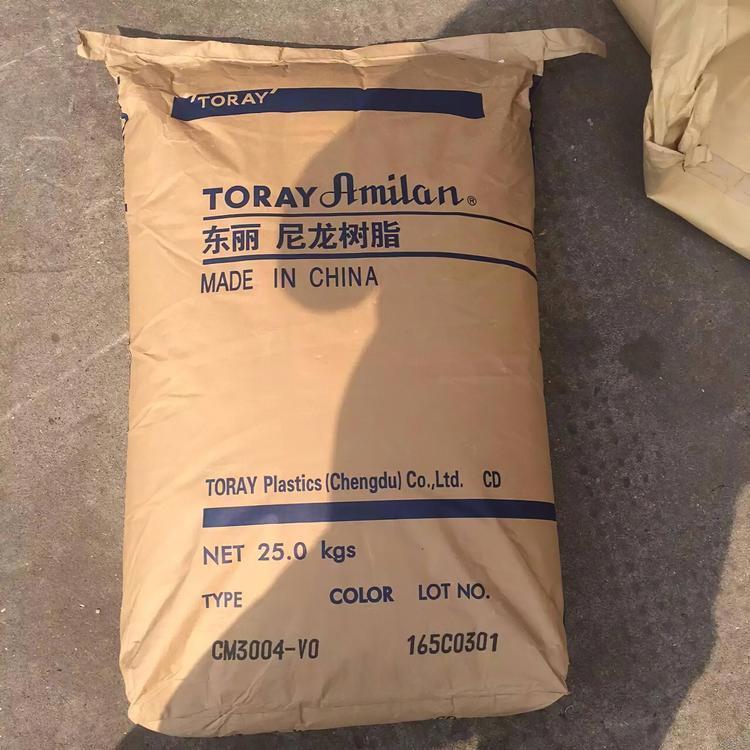 TORAY
TORAY Amilan®
东丽 尼龙树脂
MADE IN CHINA
TORAY Plastics (Chengdu) Co., Ltd. CD
NET 25.0 kgs
TYPE COLOR LOT NO.
CM3004-V0 165C0301